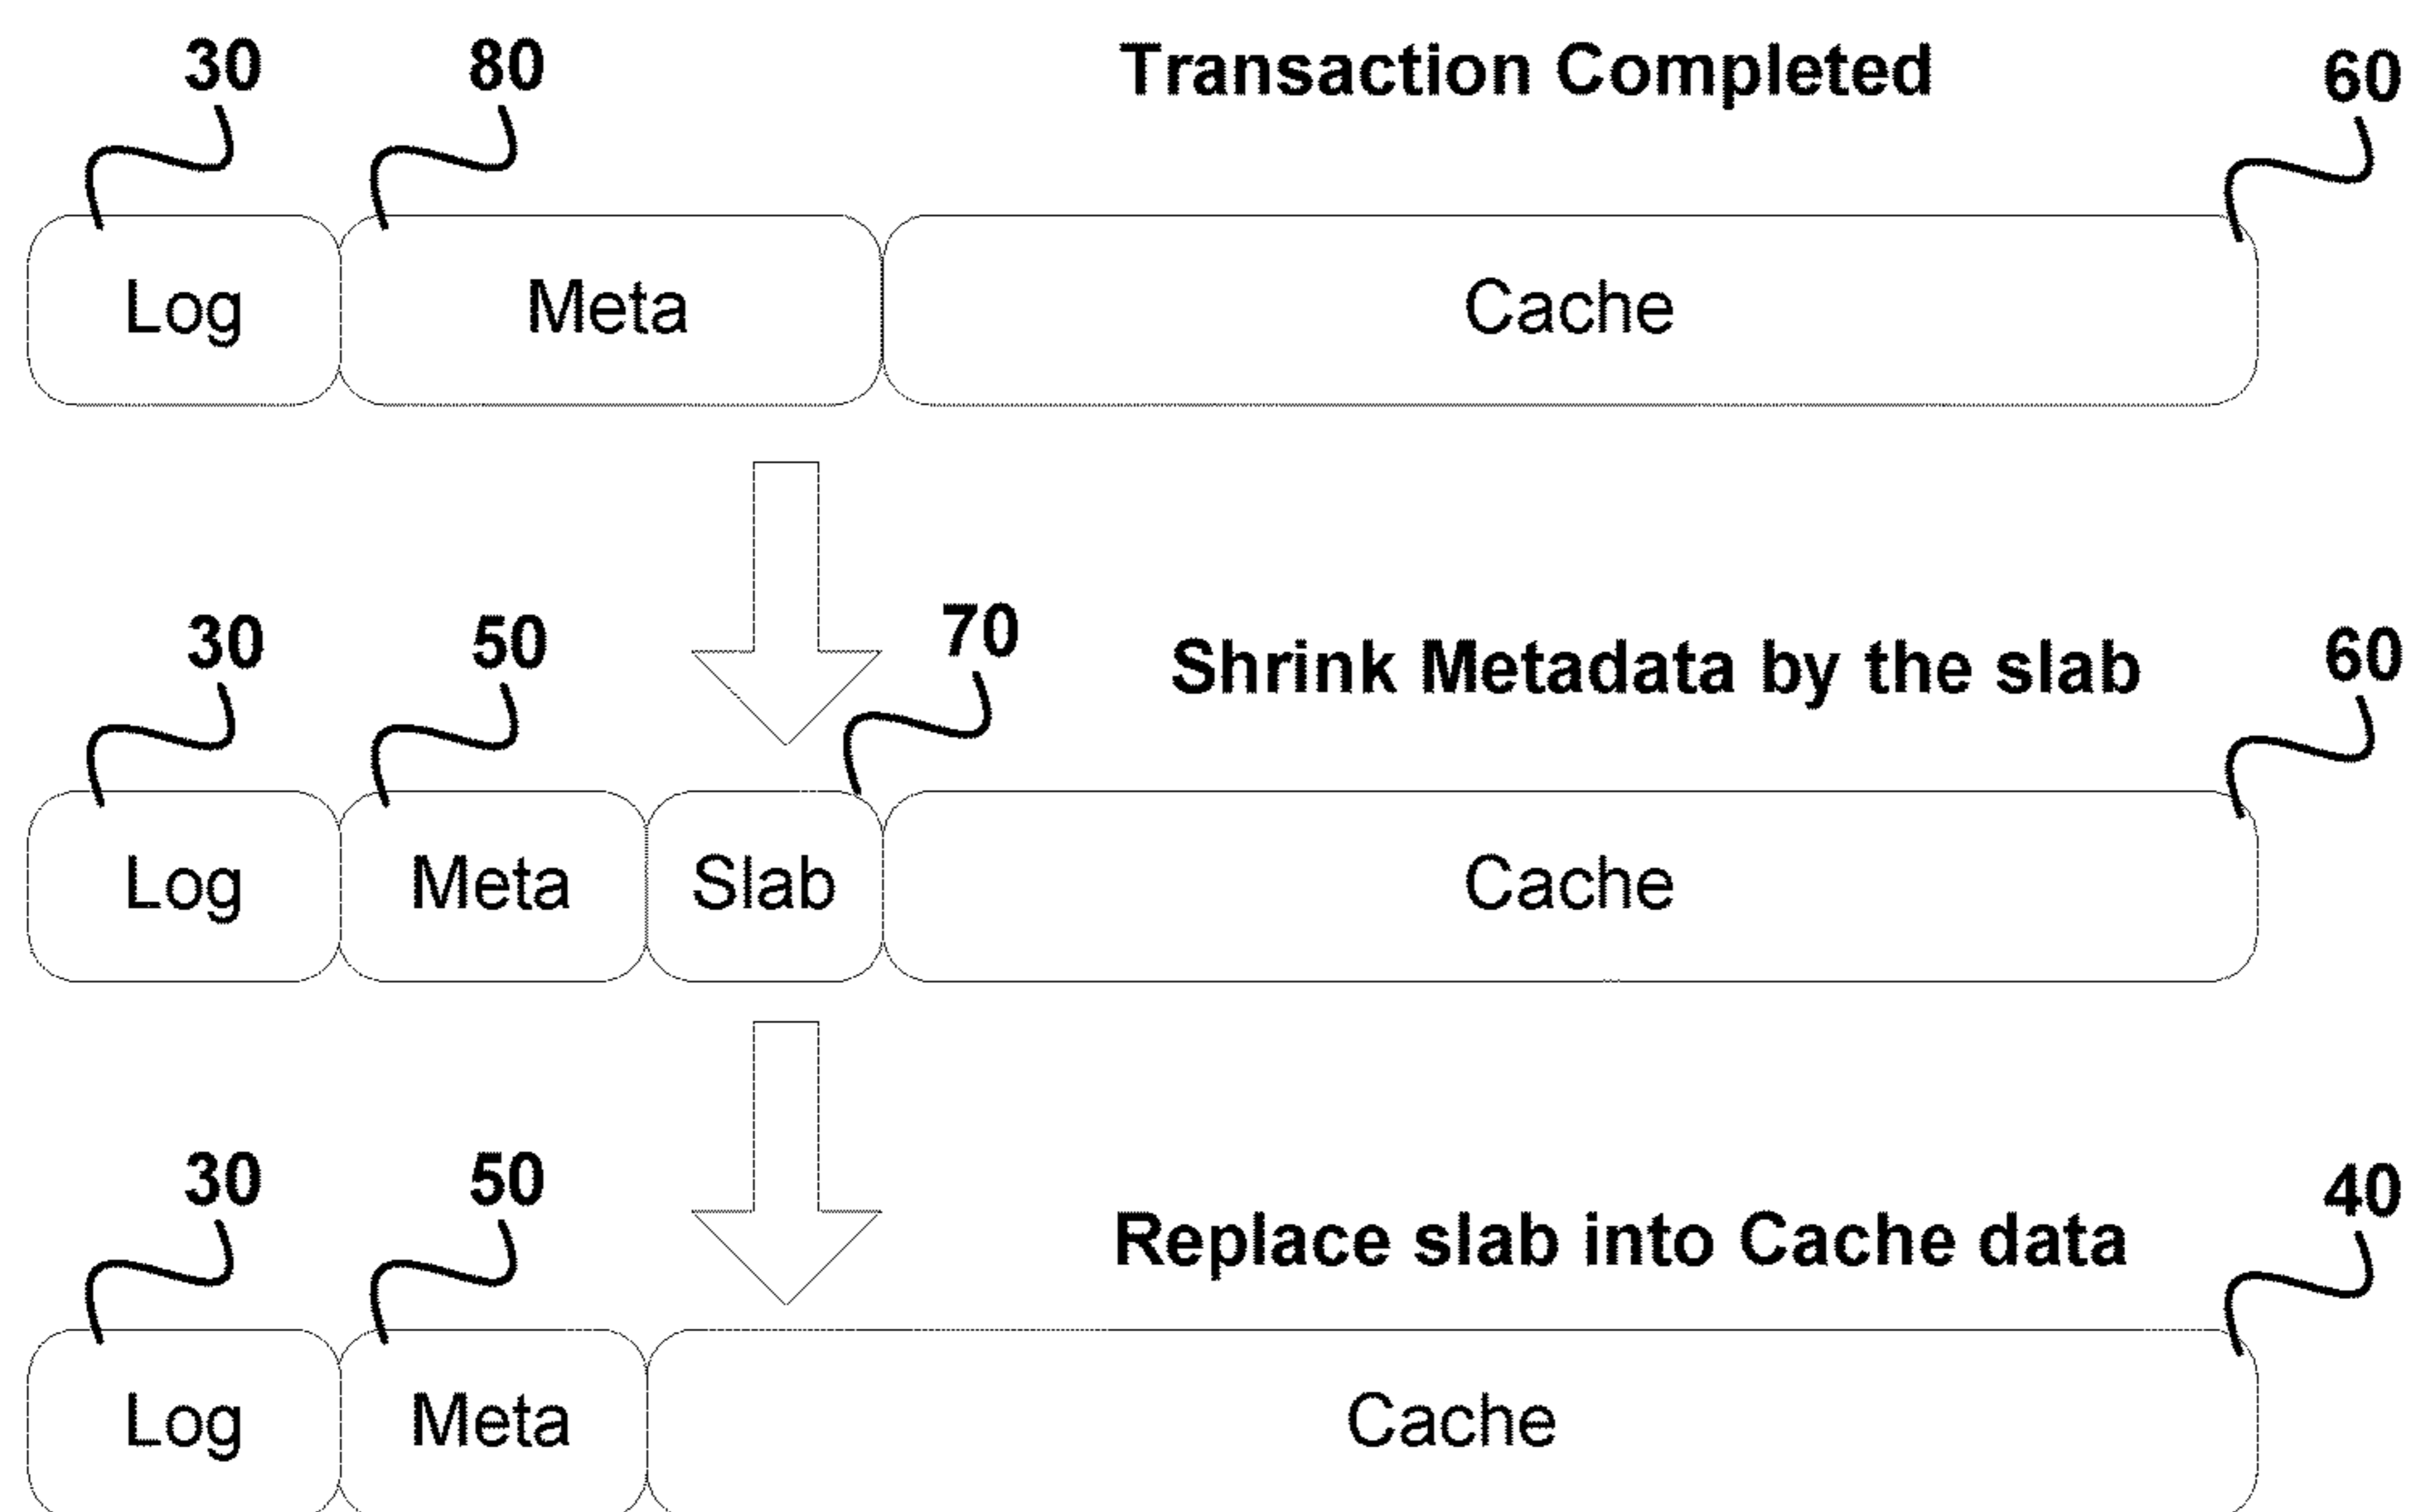 30 80 Transaction Completed 60
Log Meta Cache
30 50 70 Shrink Metadata by the slab 60
Log Meta Slab Cache
30 50 Replace slab into Cache data 40
Log Meta Cache